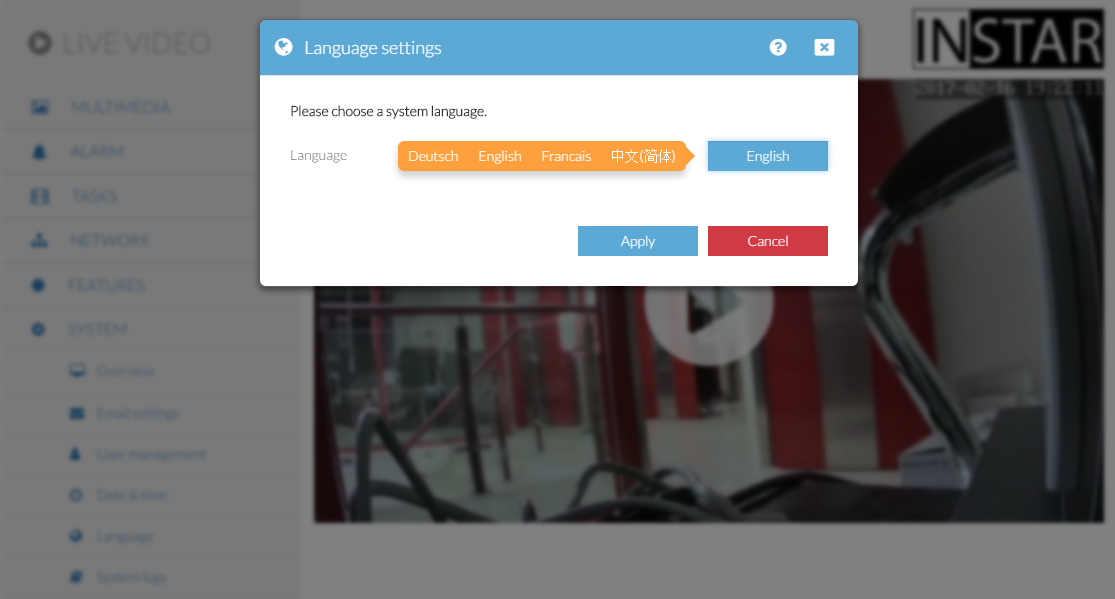 LIVE VIDEO
Language settings
INSTAR
2017-02-16 19:22:11
MULTIMEDIA
Please choose a system language.
ALARM
Language Deutsch English Francais 中文(简体) English
TASKS
NETWORK
Apply Cancel
FEATURES
SYSTEM
Overview
Email settings
User management
Date & time
Language
System logs